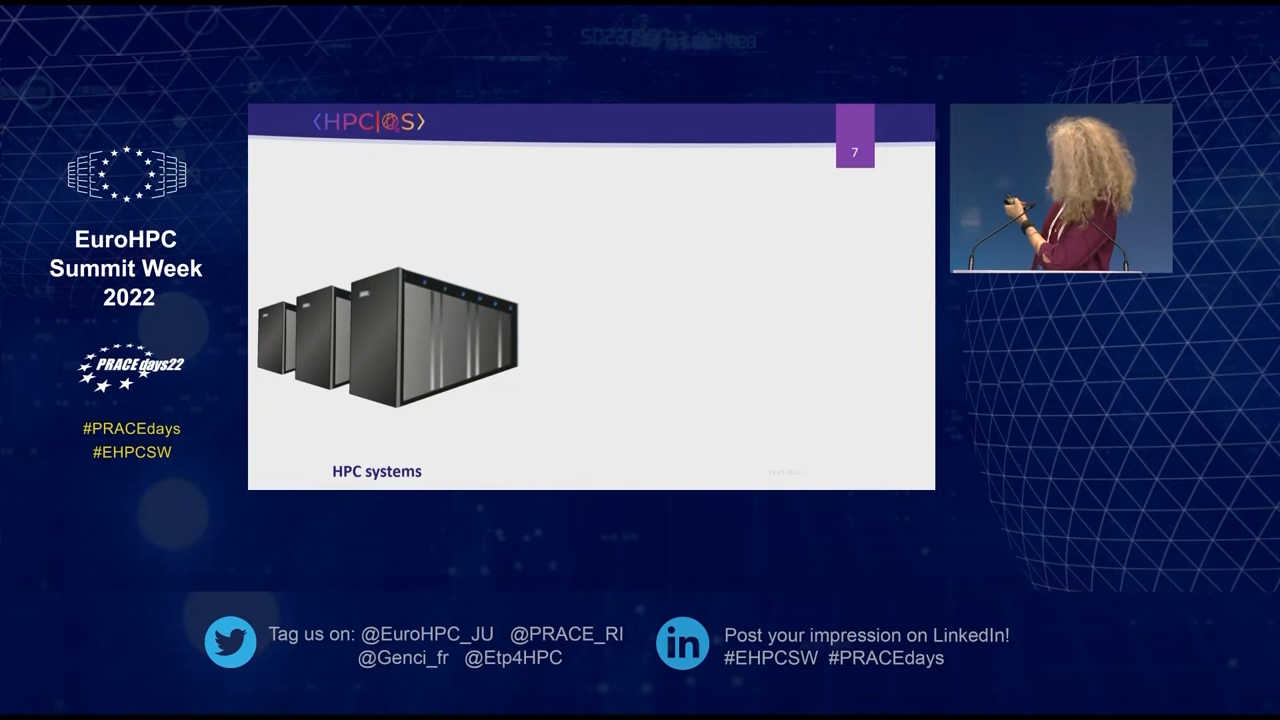 EuroHPC
Summit Week
2022
PRACEdays22
#PRACEdays
#EHPCSW
<HPC|QS>
7
HPC systems
Tag us on: @EuroHPC_JU @PRACE_RI
@Genci_fr @Etp4HPC
in
Post your impression on LinkedIn!
#EHPCSW #PRACEdays